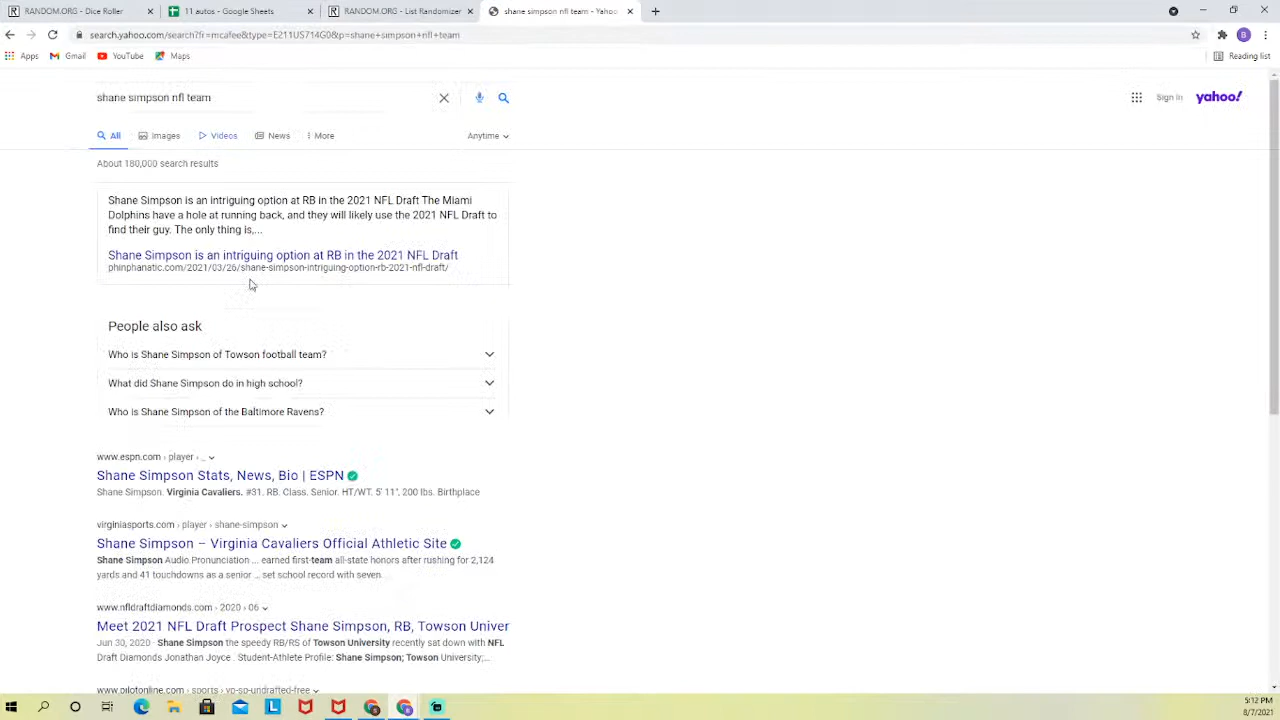 RANDOM.ORG - Dice Roller
11 autos - Google Sheets
RANDOM.ORG - List Randomizer
shane simpson nfl team - Yahoo
search.yahoo.com/search?fr=mcafee&type=E211US714G0&p=shane+simpson+nfl+team
B
Apps
Gmail
YouTube
Maps
Reading list
shane simpson nfl team
Sign In
yahoo!
All
Images
Videos
News
More
Anytime
About 180,000 search results
Shane Simpson is an intriguing option at RB in the 2021 NFL Draft The Miami
Dolphins have a hole at running back, and they will likely use the 2021 NFL Draft to
find their guy. The only thing is,...
Shane Simpson is an intriguing option at RB in the 2021 NFL Draft
phinphanatic.com/2021/03/26/shane-simpson-intriguing-option-rb-2021-nfl-draft/
People also ask
Who is Shane Simpson of Towson football team?
What did Shane Simpson do in high school?
Who is Shane Simpson of the Baltimore Ravens?
www.espn.com › player › _
Shane Simpson Stats, News, Bio | ESPN
Shane Simpson. Virginia Cavaliers. #31. RB. Class. Senior. HT/WT. 5' 11", 200 lbs. Birthplace
virginiasports.com › player › shane-simpson
Shane Simpson – Virginia Cavaliers Official Athletic Site
Shane Simpson Audio Pronunciation ... earned first-team all-state honors after rushing for 2,124
yards and 41 touchdowns as a senior ... set school record with seven
www.nfldraftdiamonds.com › 2020 › 06
Meet 2021 NFL Draft Prospect Shane Simpson, RB, Towson Univer
Jun 30, 2020 · Shane Simpson the speedy RB/RS of Towson University recently sat down with NFL
Draft Diamonds Jonathan Joyce . Student-Athlete Profile: Shane Simpson; Towson University;...
www.pilotonline.com › sports › vp-sp-undrafted-free
5:12 PM
8/7/2021